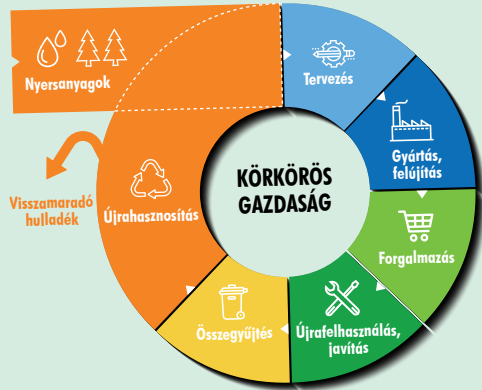 Nyersanyagok
Tervezés
Gyártás,
felújítás
Forgalmazás
Újrafelhasználás,
javítás
Összegyűjtés
Újrahasznosítás
Visszamaradó
hulladék
KÖRKÖRÖS
GAZDASÁG